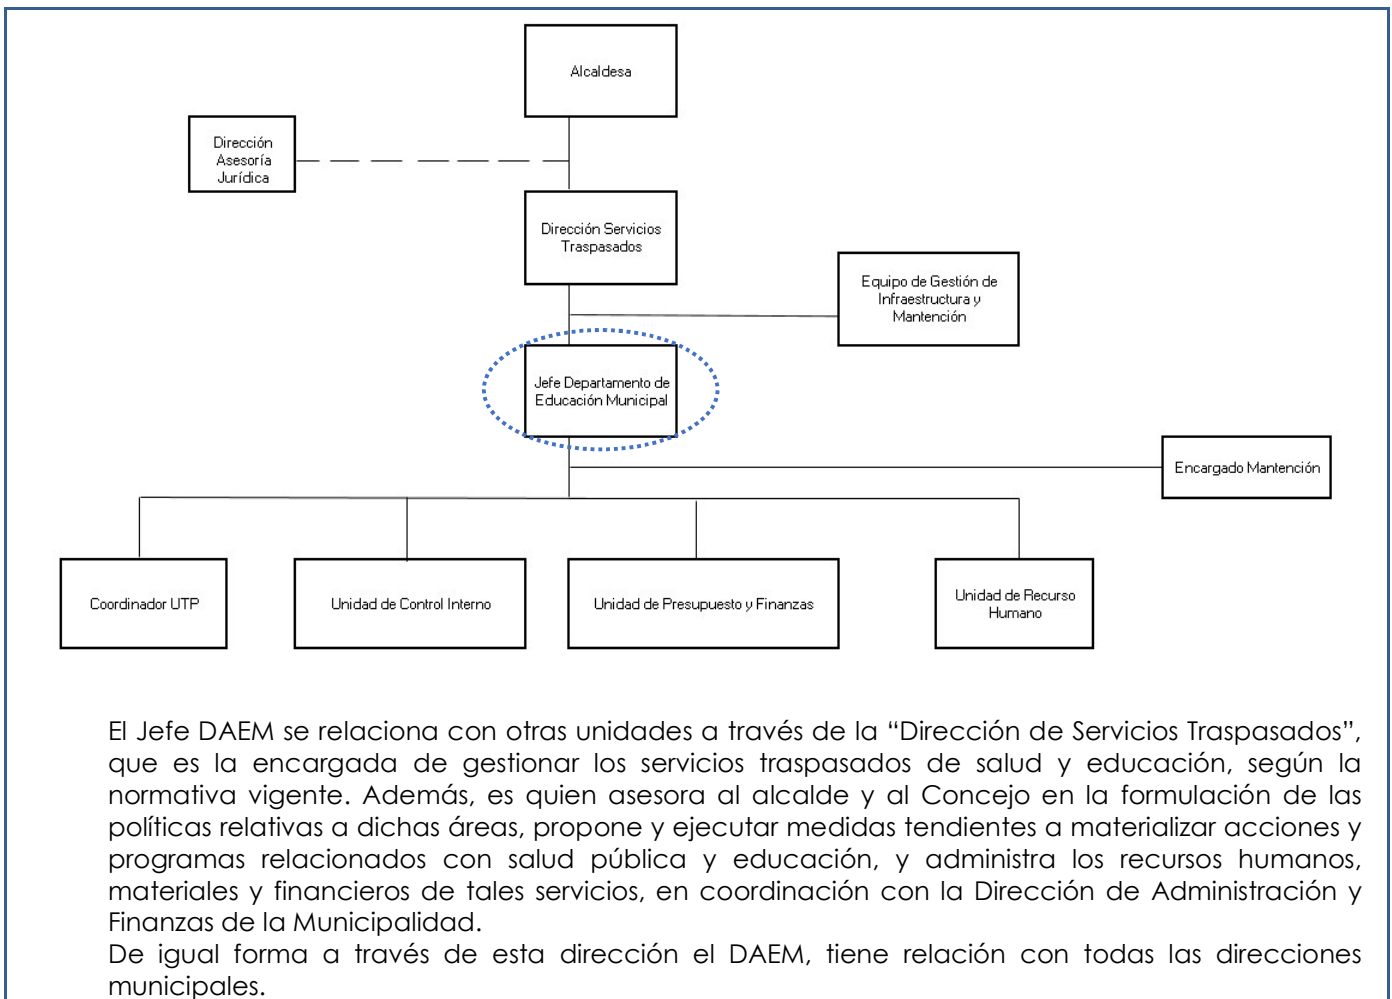 Alcaldesa
Dirección
Asesoría
Jurídica
Dirección Servicios
Traspasados
Equipo de Gestión de
Infraestructura y
Mantención
Jefe Departamento de
Educación Municipal
Encargado Mantención
Coordinador UTP
Unidad de Control Interno
Unidad de Presupuesto y Finanzas
Unidad de Recurso
Humano
El Jefe DAEM se relaciona con otras unidades a través de la “Dirección de Servicios Traspasados”,
que es la encargada de gestionar los servicios traspasados de salud y educación, según la
normativa vigente. Además, es quien asesora al alcalde y al Concejo en la formulación de las
políticas relativas a dichas áreas, propone y ejecutar medidas tendientes a materializar acciones y
programas relacionados con salud pública y educación, y administra los recursos humanos,
materiales y financieros de tales servicios, en coordinación con la Dirección de Administración y
Finanzas de la Municipalidad.
De igual forma a través de esta dirección el DAEM, tiene relación con todas las direcciones
municipales.